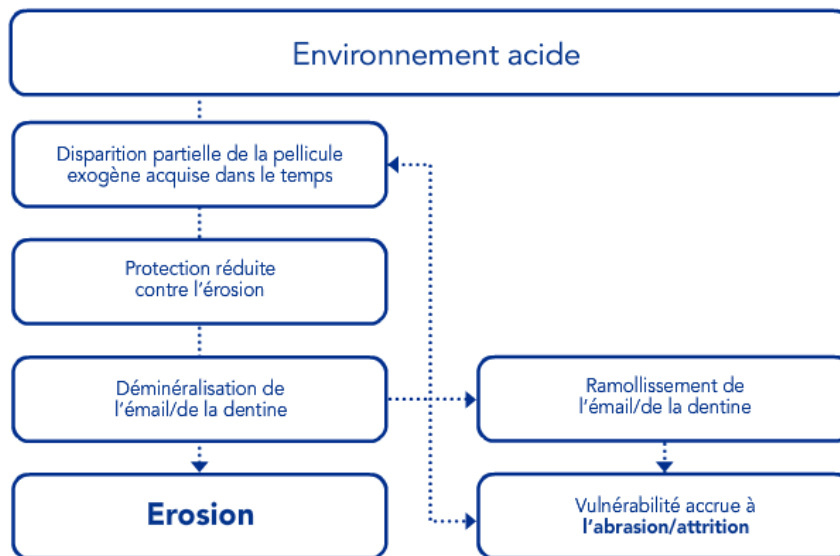 Environnement acide
Disparition partielle de la pellicule
exogène acquise dans le temps
Protection réduite
contre l'érosion
Déminéralisation de
l'émail/de la dentine
Ramollissement de
l'émail/de la dentine
Erosion
Vulnérabilité accrue à
l'abrasion/attrition